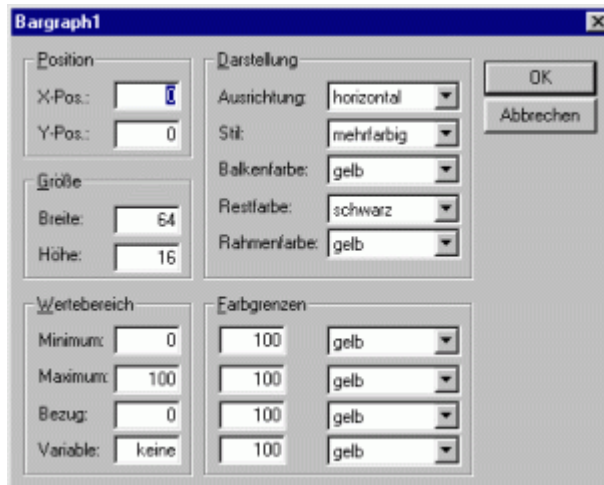 Bargraph1
Position
X-Pos.: 0
Y-Pos.: 0
Größe
Breite: 64
Höhe: 16
Darstellung
Ausrichtung: horizontal
Stil: mehrfarbig
Balkenfarbe: gelb
Restfarbe: schwarz
Rahmenfarbe: gelb
OK
Abbrechen
Wertebereich
Minimum: 0
Maximum: 100
Bezug: 0
Variable: keine
Farbgrenzen
100 gelb
100 gelb
100 gelb
100 gelb